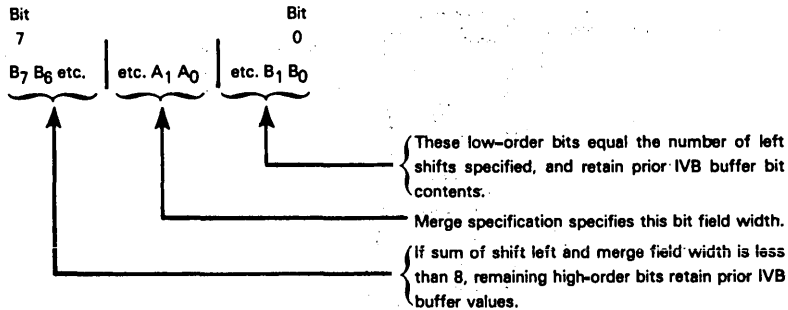 Bit Bit
7 0
B7 B6 etc. etc. A1 A0 etc. B1 B0
These low-order bits equal the number of left
shifts specified, and retain prior IVB buffer bit
contents.
Merge specification specifies this bit field width.
If sum of shift left and merge field width is less
than 8, remaining high-order bits retain prior IVB
buffer values.